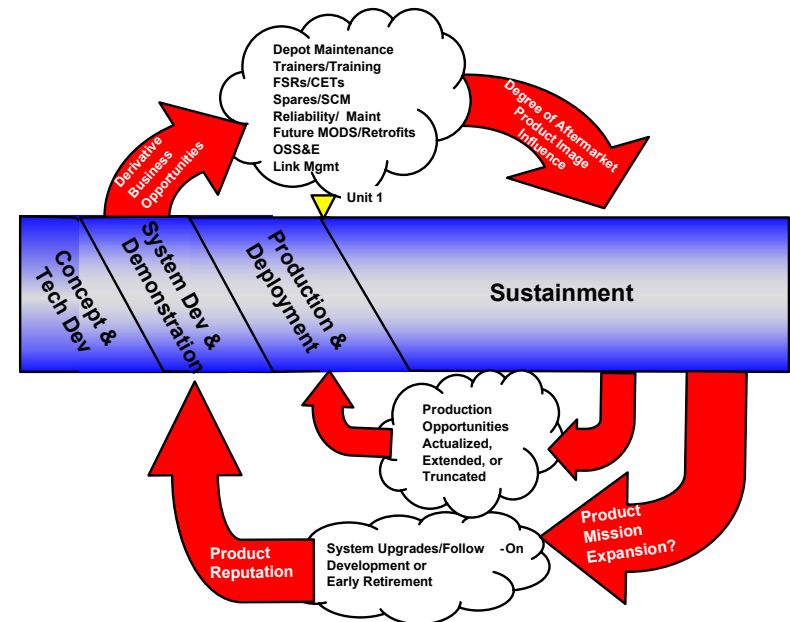 Depot Maintenance
Trainers/Training
FSRs/CETs
Spares/SCM
Reliability/ Maint
Future MODS/Retrofits
OSS&E
Link Mgmt
Derivative
Business
Opportunities
Degree of Aftermarket
Product Image
Influence
Unit 1
Concept &
Tech Dev
System Dev &
Demonstration
Production &
Deployment
Sustainment
Production
Opportunities
Actualized,
Extended, or
Truncated
Product
Mission
Expansion?
System Upgrades/Follow -On
Development or
Early Retirement
Product
Reputation